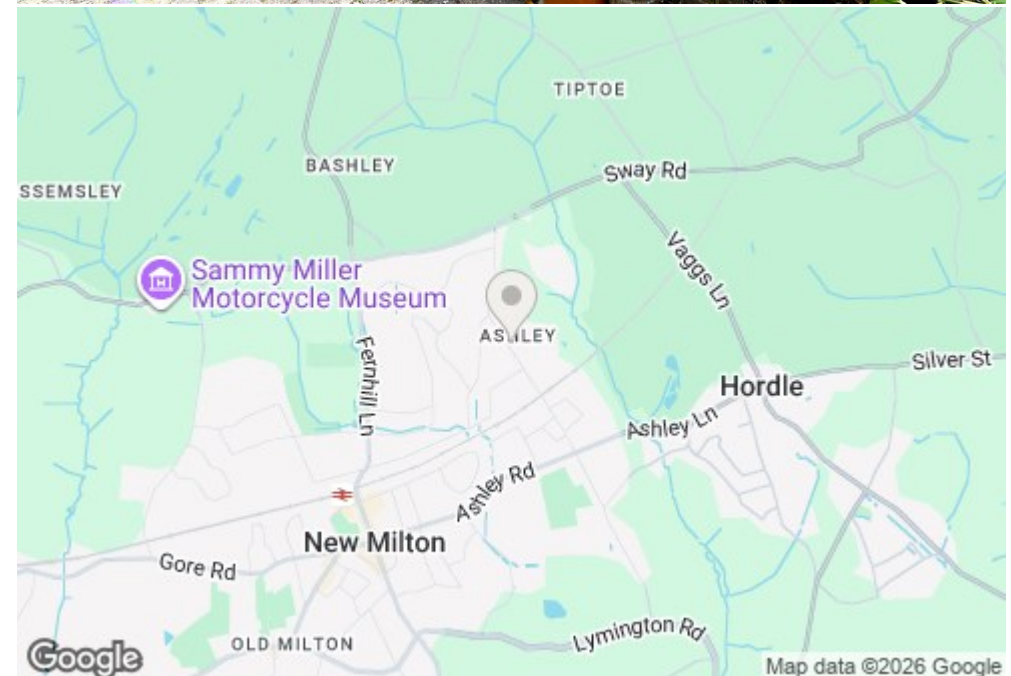 TIPTOE
BASHLEY
Sway Rd
SSEMSLEY
Vaggs Ln
Sammy Miller
Motorcycle Museum
ASHLEY
Fernhill Ln
Silver St
Hordle
Ashley Ln
Ashley Rd
New Milton
Gore Rd
Lymington Rd
OLD MILTON
Google
Map data ©2026 Google